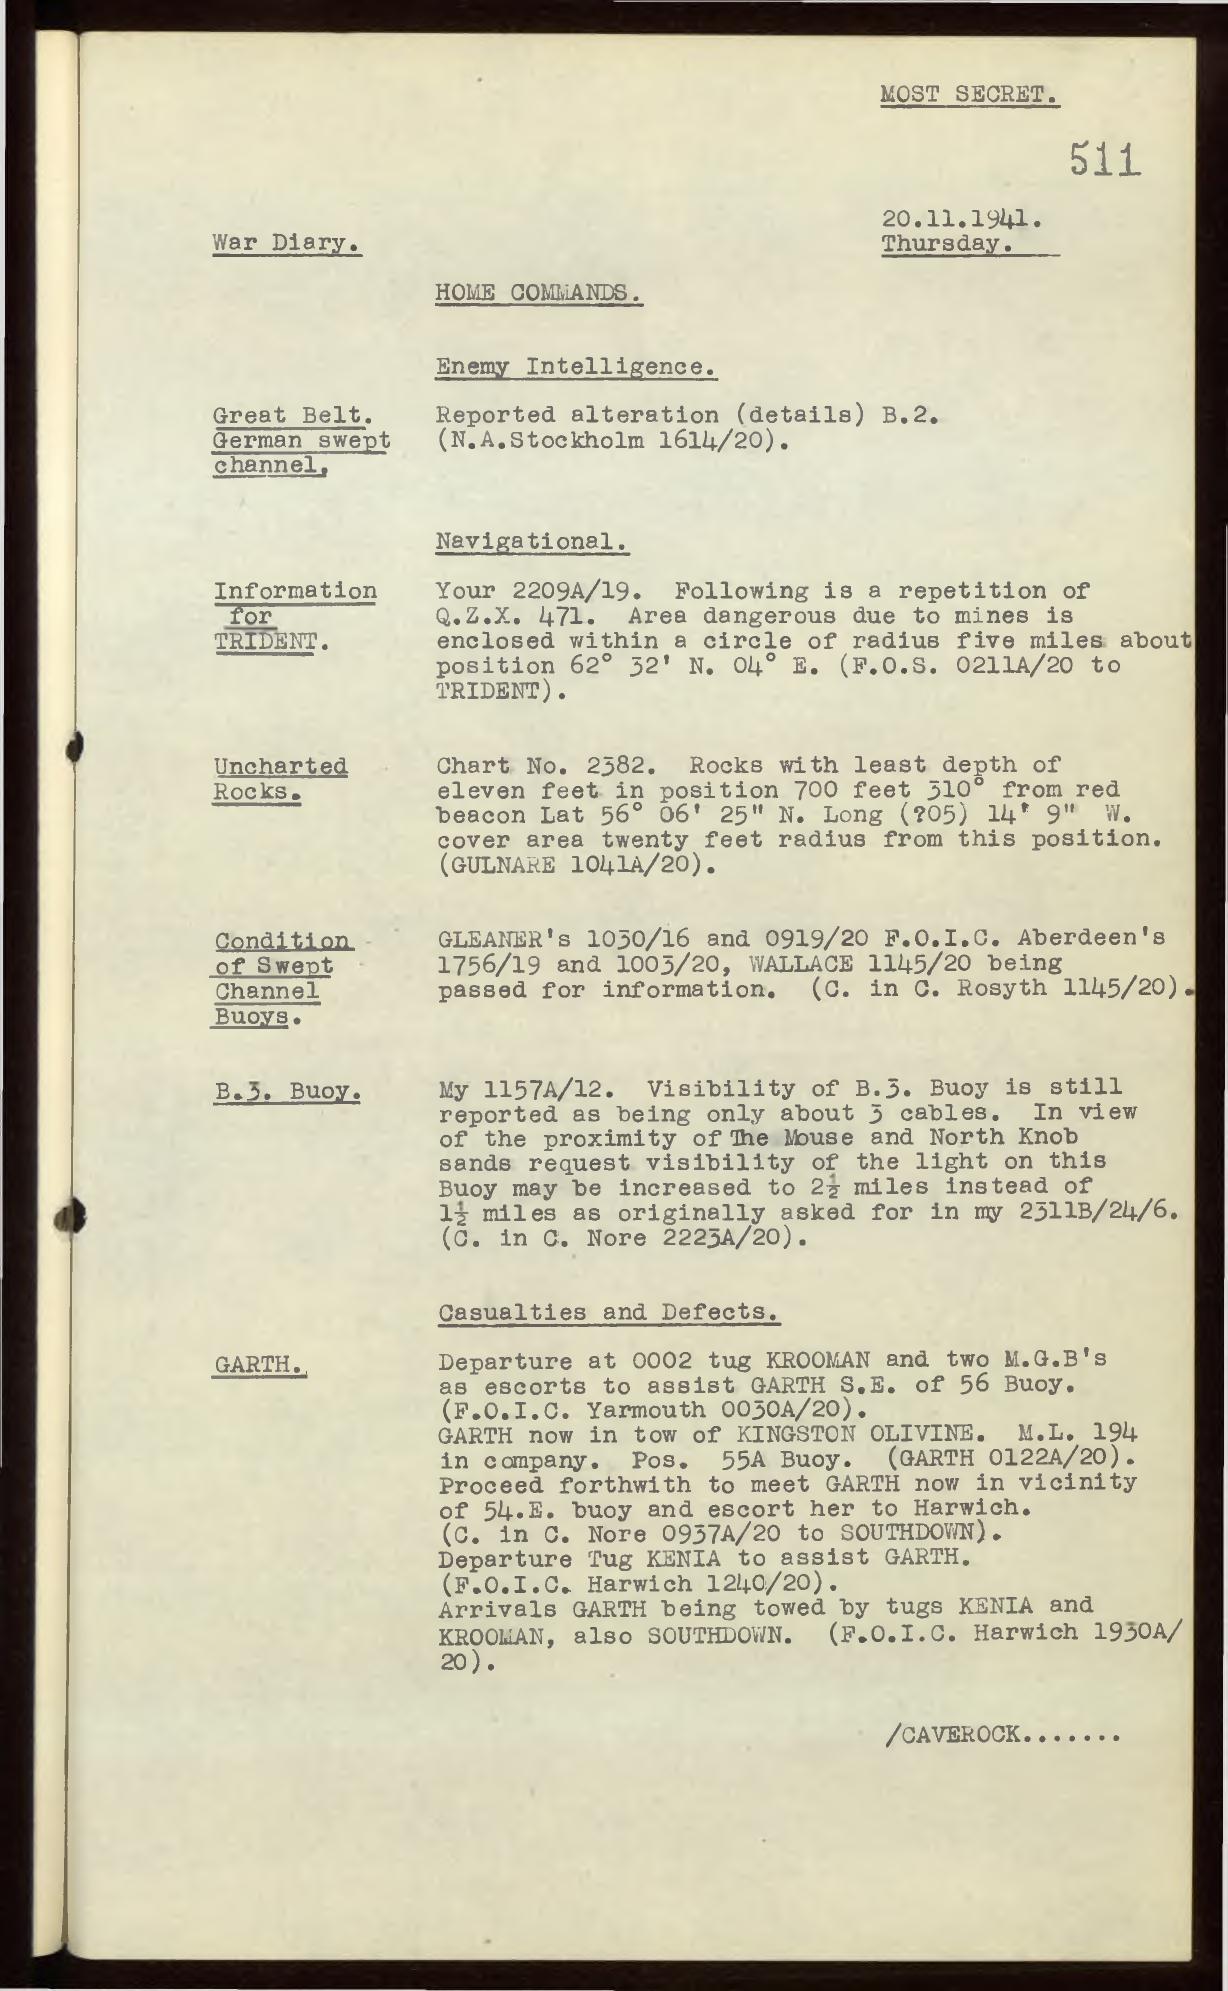 MOST SECRET.
511
20.11.1941.
War Diary.
Thursday.
HOME COMMANDS.
Enemy Intelligence.
Great Belt.
German swept
channel.
Reported alteration (details) B.2.
(N.A.Stockholm 1614/20).
Navigational.
Information
for
TRIDENT.
Your 2209A/19. Following is a repetition of
Q.Z.X. 471. Area dangerous due to mines is
enclosed within a circle of radius five miles about
position 62° 32' N. 04° E. (F.O.S. 0211A/20 to
TRIDENT).
Uncharted
Rocks.
Chart No. 2382. Rocks with least depth of
eleven feet in position 700 feet 310° from red
beacon Lat 56° 06' 25" N. Long (?05) 14' 9" W.
cover area twenty feet radius from this position.
(GULNARE 1041A/20).
Condition
of Swept
Channel
Buoys.
GLEANER's 1030/16 and 0919/20 F.O.I.C. Aberdeen's
1756/19 and 1003/20, WALLACE 1145/20 being
passed for information. (C. in C. Rosyth 1145/20).
B.3. Buoy.
My 1157A/12. Visibility of B.3. Buoy is still
reported as being only about 3 cables. In view
of the proximity of The Mouse and North Knob
sands request visibility of the light on this
Buoy may be increased to 2½ miles instead of
1½ miles as originally asked for in my 2311B/24/6.
(C. in C. Nore 2223A/20).
Casualties and Defects.
GARTH.
Departure at 0002 tug KROOMAN and two M.G.B's
as escorts to assist GARTH S.E. of 56 Buoy.
(F.O.I.C. Yarmouth 0030A/20).
GARTH now in tow of KINGSTON OLIVINE. M.L. 194
in company. Pos. 55A Buoy. (GARTH 0122A/20).
Proceed forthwith to meet GARTH now in vicinity
of 54.E. buoy and escort her to Harwich.
(C. in C. Nore 0937A/20 to SOUTHDOWN).
Departure Tug KENIA to assist GARTH.
(F.O.I.C. Harwich 1240/20).
Arrivals GARTH being towed by tugs KENIA and
KROOMAN, also SOUTHDOWN. (F.O.I.C. Harwich 1930A/
20).
/CAVEROCK.......